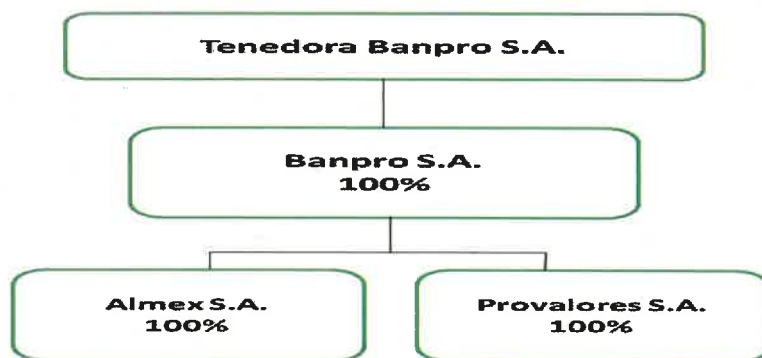 Tenedora Banpro S.A.
Banpro S.A.
100%
Almex S.A.
100%
Provalores S.A.
100%